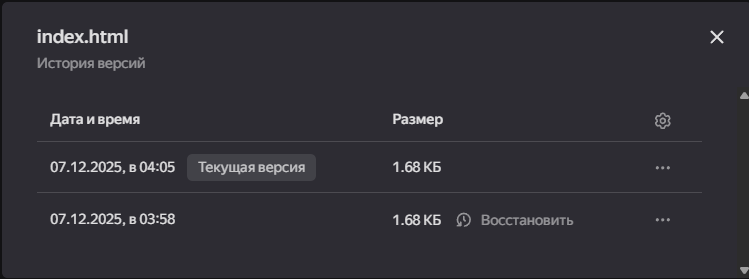 index.html
История версий
Дата и время Размер
07.12.2025, в 04:05 Текущая версия 1.68 КБ
07.12.2025, в 03:58 1.68 КБ Восстановить